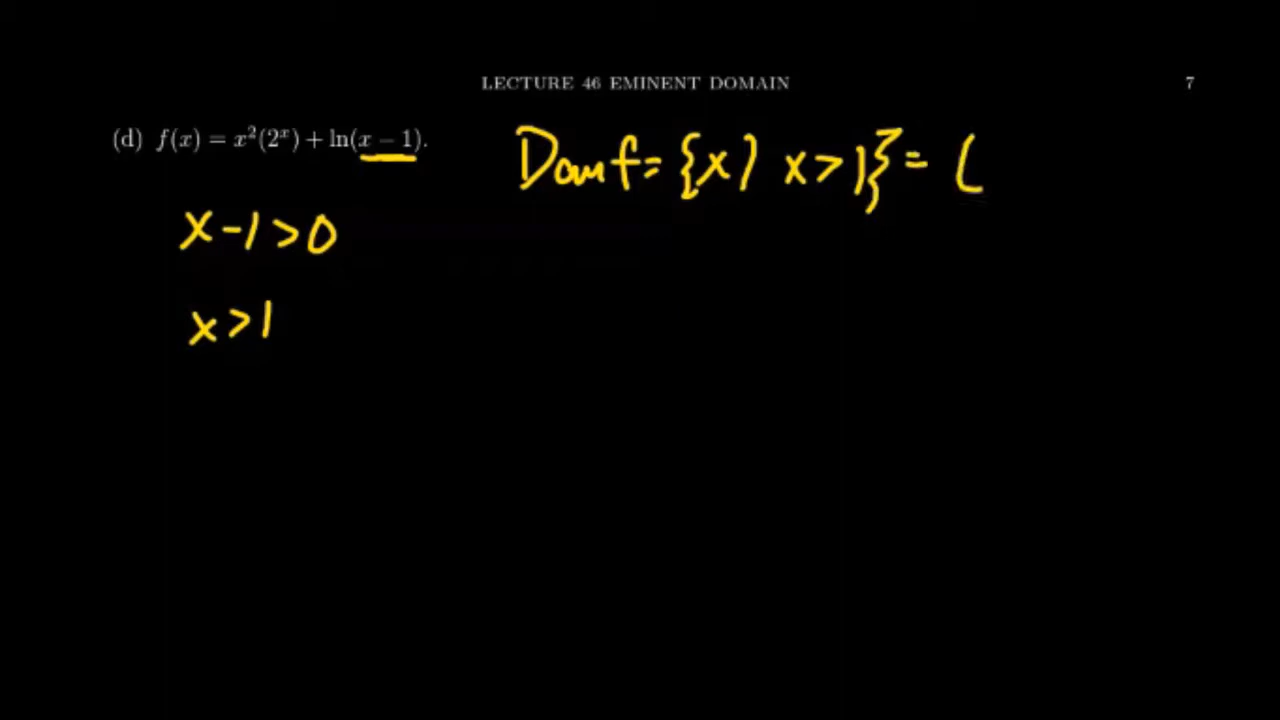 LECTURE 46 EMINENT DOMAIN 7
(d) f(x) = x²(2ˣ) + ln(x − 1). Dom f = {x) x > 1} = (
x - 1 > 0
x > 1